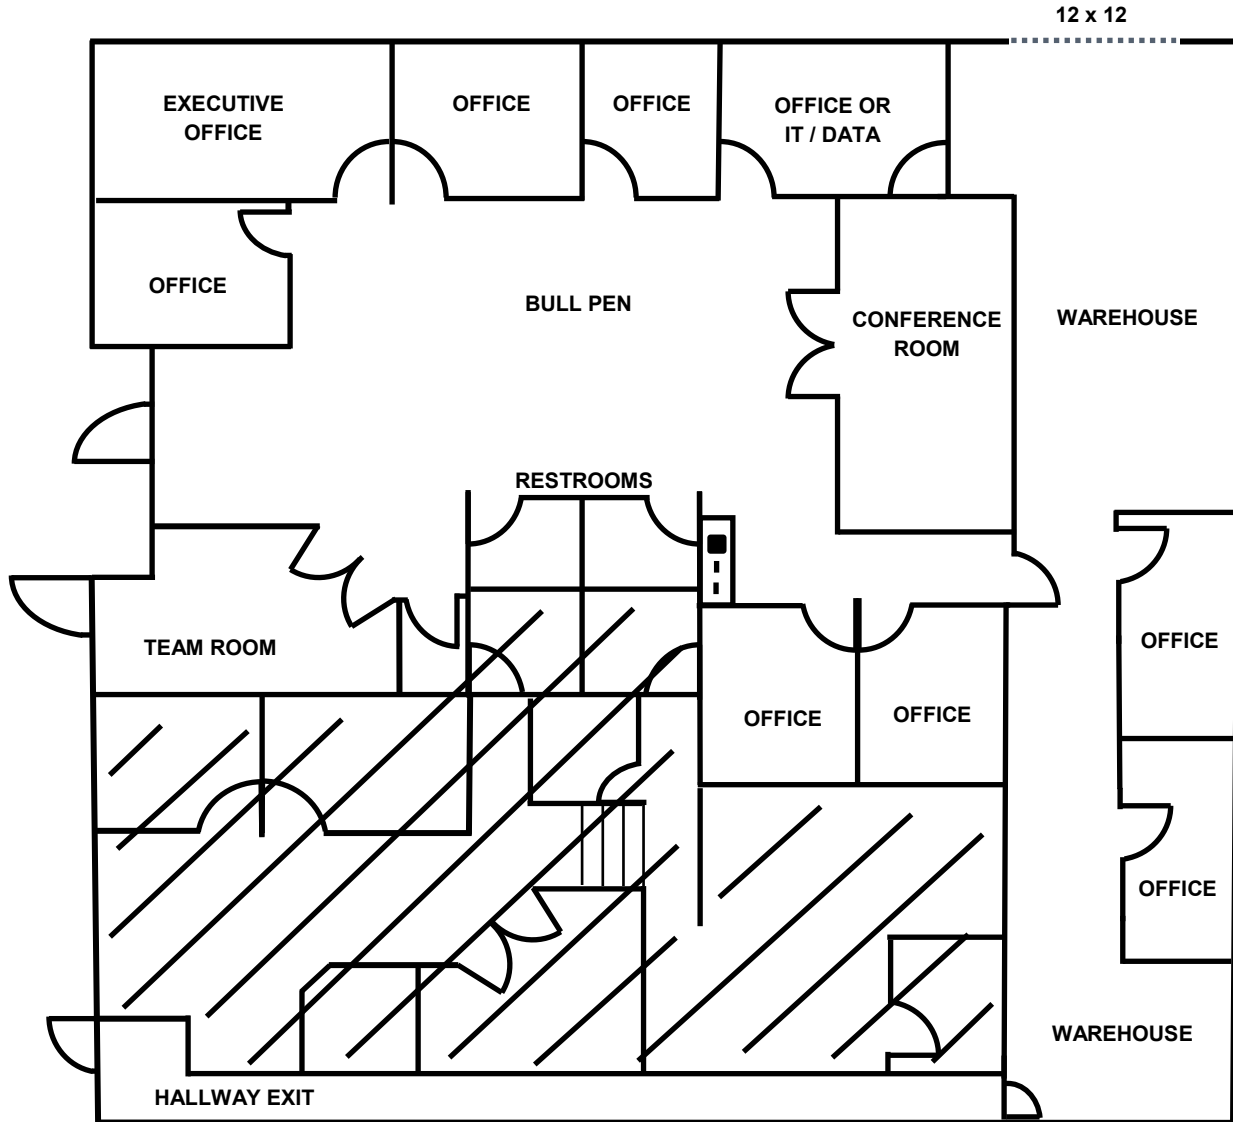 12 x 12
EXECUTIVE
OFFICE
OFFICE
OFFICE
OFFICE OR
IT / DATA
OFFICE
BULL PEN
CONFERENCE
ROOM
WAREHOUSE
RESTROOMS
TEAM ROOM
OFFICE
OFFICE
OFFICE
OFFICE
WAREHOUSE
HALLWAY EXIT